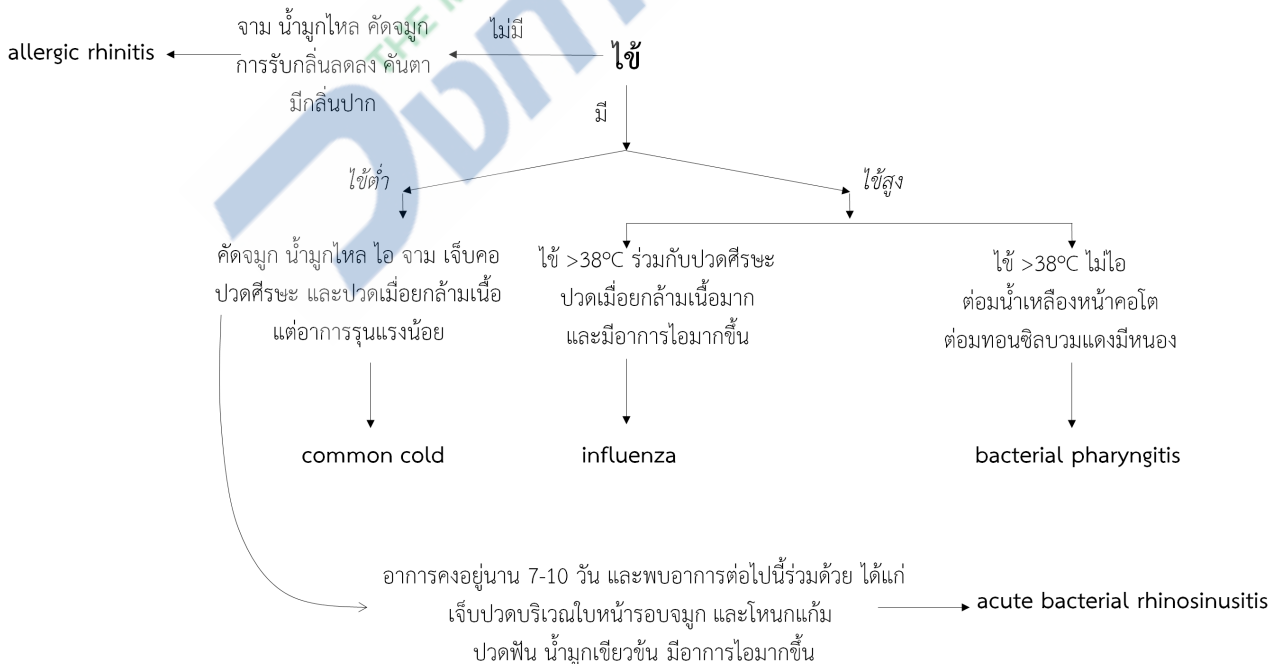 จาม น้ำมูกไหล คัดจมูก
การรับกลิ่นลดลง คันตา
มีกลิ่นปาก
allergic rhinitis
ไม่มี
ไข้
มี
ไข้ต่ำ
ไข้สูง
คัดจมูก น้ำมูกไหล ไอ จาม เจ็บคอ
ปวดศีรษะ และปวดเมื่อยกล้ามเนื้อ
แต่อาการรุนแรงน้อย
ไข้ >38°C ร่วมกับปวดศีรษะ
ปวดเมื่อยกล้ามเนื้อมาก
และมีอาการไอมากขึ้น
ไข้ >38°C ไม่ไอ
ต่อมน้ำเหลืองหน้าคอโต
ต่อมทอนซิลบวมแดงมีหนอง
common cold
influenza
bacterial pharyngitis
อาการคงอยู่นาน 7-10 วัน และพบอาการต่อไปนี้ร่วมด้วย ได้แก่
เจ็บปวดบริเวณใบหน้ารอบจมูก และโหนกแก้ม
ปวดฟัน น้ำมูกเขียวข้น มีอาการไอมากขึ้น
acute bacterial rhinosinusitis
THE